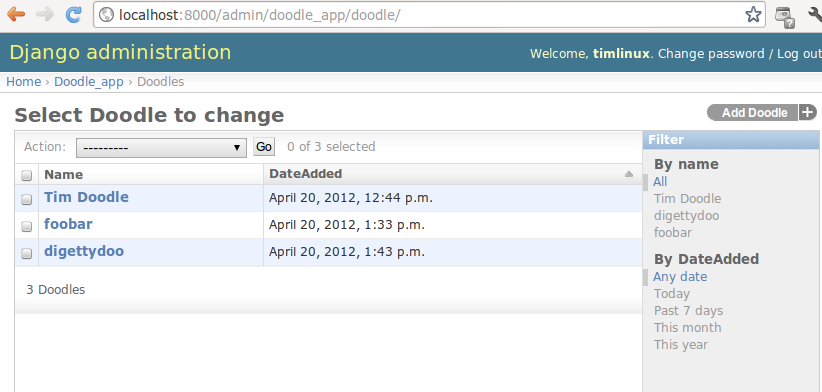 localhost:8000/admin/doodle_app/doodle/
Django administration
Welcome, timlinux. Change password / Log out
Home › Doodle_app › Doodles
Select Doodle to change
Add Doodle +
Action: --------- Go 0 of 3 selected
Name DateAdded
Tim Doodle April 20, 2012, 12:44 p.m.
foobar April 20, 2012, 1:33 p.m.
digettydoo April 20, 2012, 1:43 p.m.
3 Doodles
Filter
By name
All
Tim Doodle
digettydoo
foobar
By DateAdded
Any date
Today
Past 7 days
This month
This year